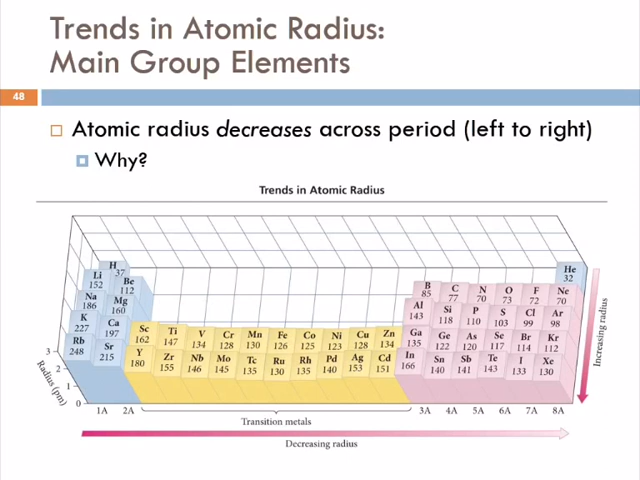 Trends in Atomic Radius:
Main Group Elements
48
Atomic radius decreases across period (left to right)
Why?
Trends in Atomic Radius
H
37
He
32
Li
152
Be
112
B
85
C
77
N
70
O
73
F
72
Ne
70
Na
186
Mg
160
Al
143
Si
118
P
110
S
103
Cl
99
Ar
98
K
227
Ca
197
Sc
162
Ti
147
V
134
Cr
128
Mn
130
Fe
126
Co
125
Ni
123
Cu
128
Zn
134
Ga
135
Ge
122
As
120
Se
117
Br
114
Kr
112
Rb
248
Sr
215
Y
180
Zr
155
Nb
146
Mo
145
Tc
135
Ru
130
Rh
135
Pd
140
Ag
153
Cd
151
In
166
Sn
140
Sb
141
Te
143
I
133
Xe
130
3
2
1
0
Radius (pm)
1A 2A 3A 4A 5A 6A 7A 8A
Transition metals
Decreasing radius
Increasing radius